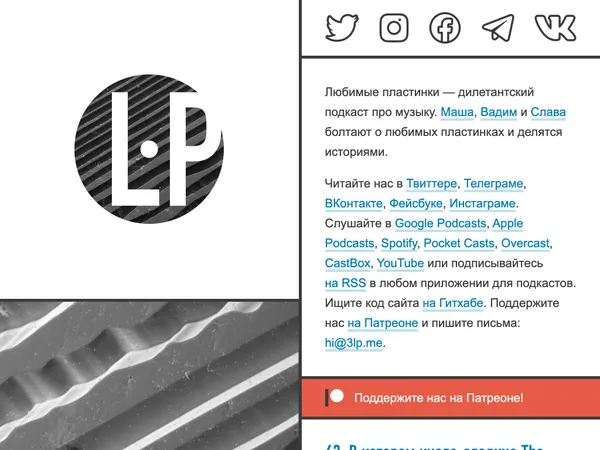 L·P
Любимые пластинки — дилетантский
подкаст про музыку. Маша, Вадим и Слава
болтают о любимых пластинках и делятся
историями.
Читайте нас в Твиттере, Телеграме,
ВКонтакте, Фейсбуке, Инстаграме.
Слушайте в Google Podcasts, Apple
Podcasts, Spotify, Pocket Casts, Overcast,
CastBox, YouTube или подписывайтесь
на RSS в любом приложении для подкастов.
Ищите код сайта на Гитхабе. Поддержите
нас на Патреоне и пишите письма:
hi@3lp.me.
Поддержите нас на Патреоне!